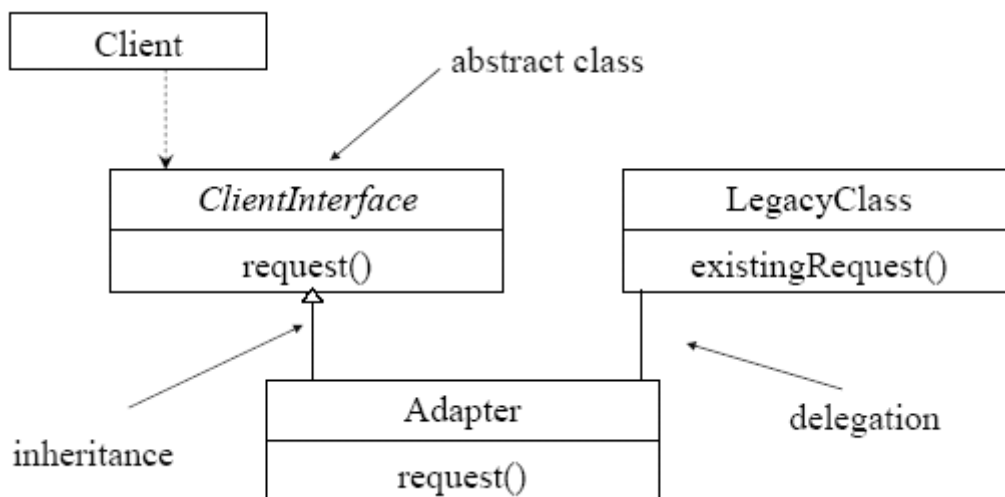 Client
abstract class
ClientInterface
LegacyClass
request()
existingRequest()
Adapter
delegation
inheritance
request()